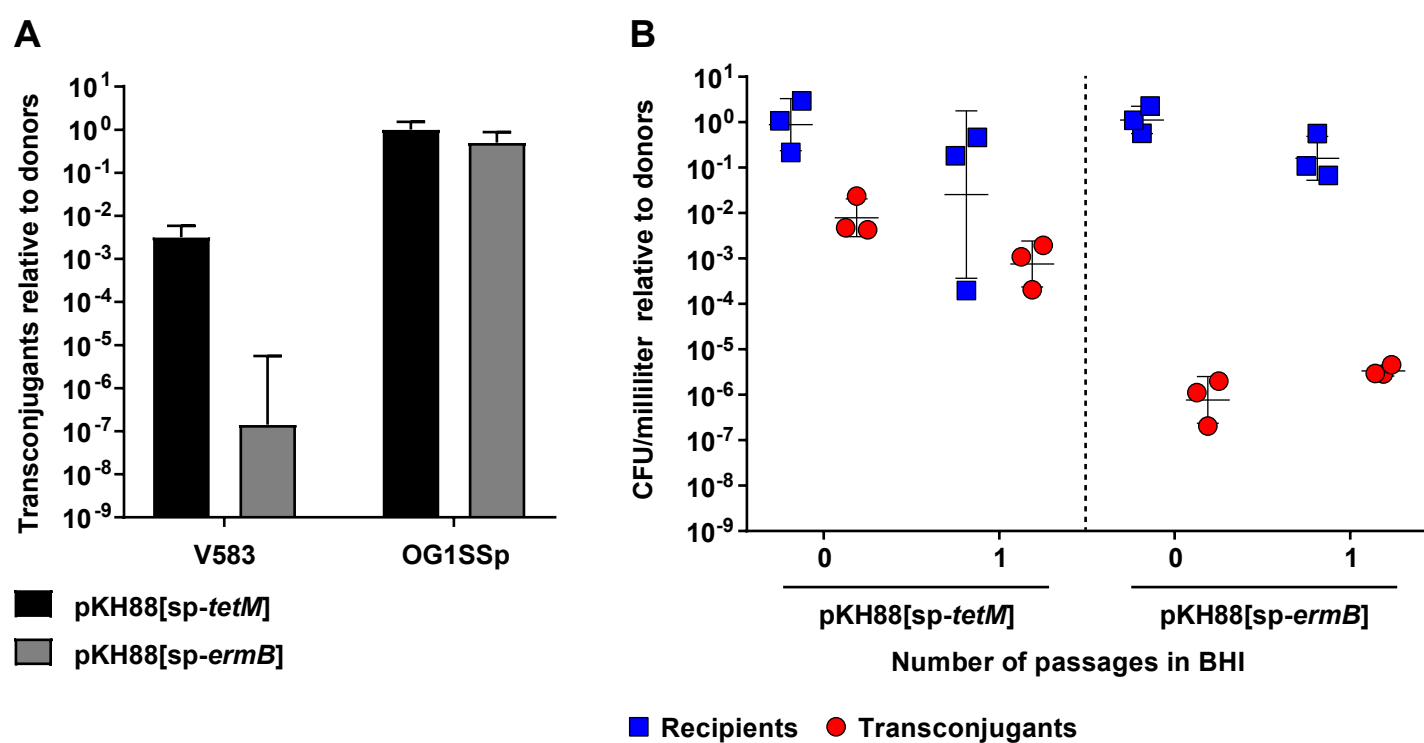 A
Transconjugants relative to donors
10^1
10^0
10^-1
10^-2
10^-3
10^-4
10^-5
10^-6
10^-7
10^-8
10^-9
V583 OG1SSp
pKH88[sp-tetM]
pKH88[sp-ermB]
B
CFU/milliliter relative to donors
10^1
10^0
10^-1
10^-2
10^-3
10^-4
10^-5
10^-6
10^-7
10^-8
10^-9
0 1 0 1
pKH88[sp-tetM] pKH88[sp-ermB]
Number of passages in BHI
Recipients Transconjugants